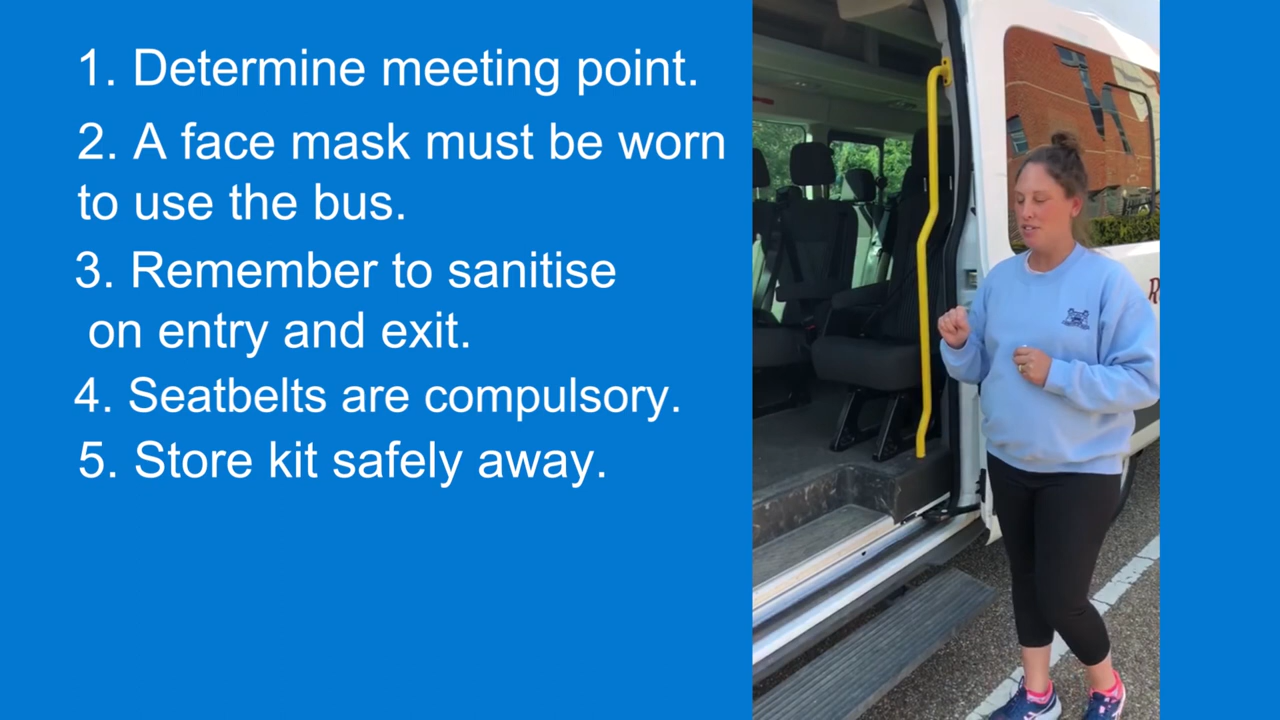 1. Determine meeting point.
2. A face mask must be worn
to use the bus.
3. Remember to sanitise
on entry and exit.
4. Seatbelts are compulsory.
5. Store kit safely away.